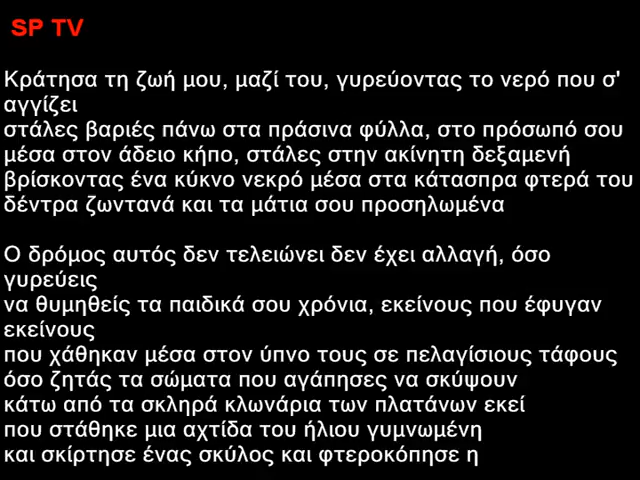 SP TV
Κράτησα τη ζωή μου, μαζί του, γυρεύοντας το νερό που σ'
αγγίζει
στάλες βαριές πάνω στα πράσινα φύλλα, στο πρόσωπό σου
μέσα στον άδειο κήπο, στάλες στην ακίνητη δεξαμενή
βρίσκοντας ένα κύκνο νεκρό μέσα στα κάτασπρα φτερά του
δέντρα ζωντανά και τα μάτια σου προσηλωμένα
Ο δρόμος αυτός δεν τελειώνει δεν έχει αλλαγή, όσο
γυρεύεις
να θυμηθείς τα παιδικά σου χρόνια, εκείνους που έφυγαν
εκείνους
που χάθηκαν μέσα στον ύπνο τους σε πελαγίσιους τάφους
όσο ζητάς τα σώματα που αγάπησες να σκύψουν
κάτω από τα σκληρά κλωνάρια των πλατάνων εκεί
που στάθηκε μια αχτίδα του ήλιου γυμνωμένη
και σκίρτησε ένας σκύλος και φτεροκόπησε η